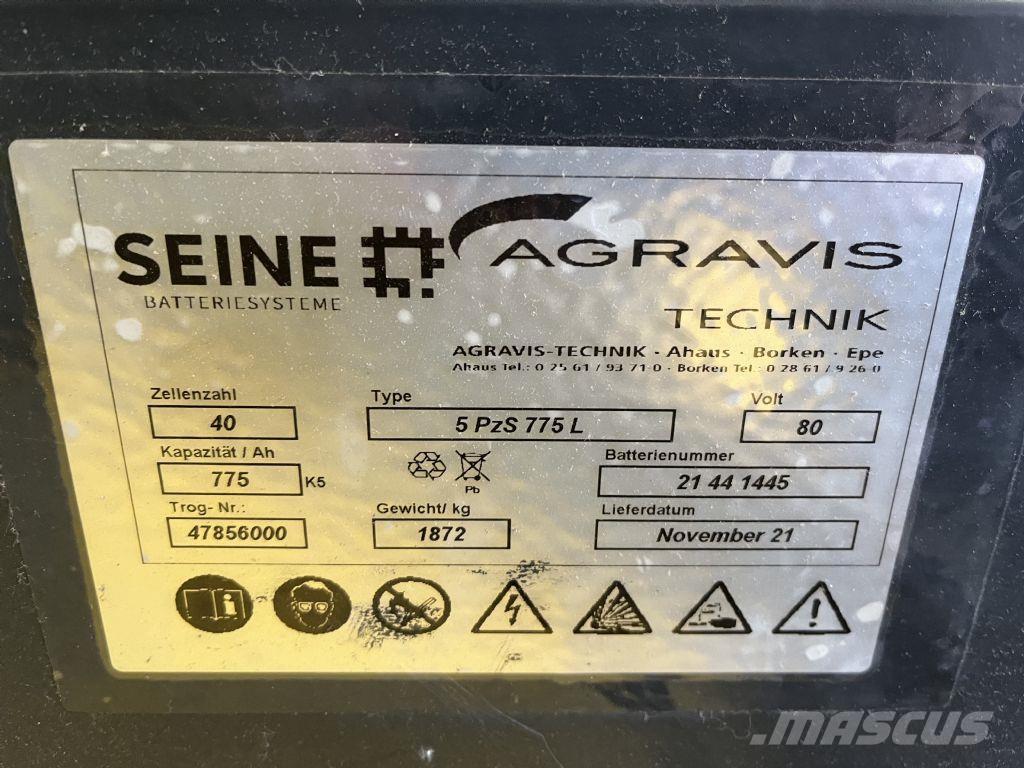 SEINE
BATTERIESYSTEME
AGRAVIS
TECHNIK
AGRAVIS-TECHNIK · Ahaus · Borken · Epe
Ahaus Tel.: 0 25 61 / 93 71-0 · Borken Tel.: 0 28 61 / 9 26-0
Zellenzahl Type Volt
40 5 PzS 775 L 80
Kapazität / Ah Batterienummer
775 K5 Pb 21 44 1445
Trog- Nr.: Gewicht/ kg Lieferdatum
47856000 1872 November 21
MASCUS